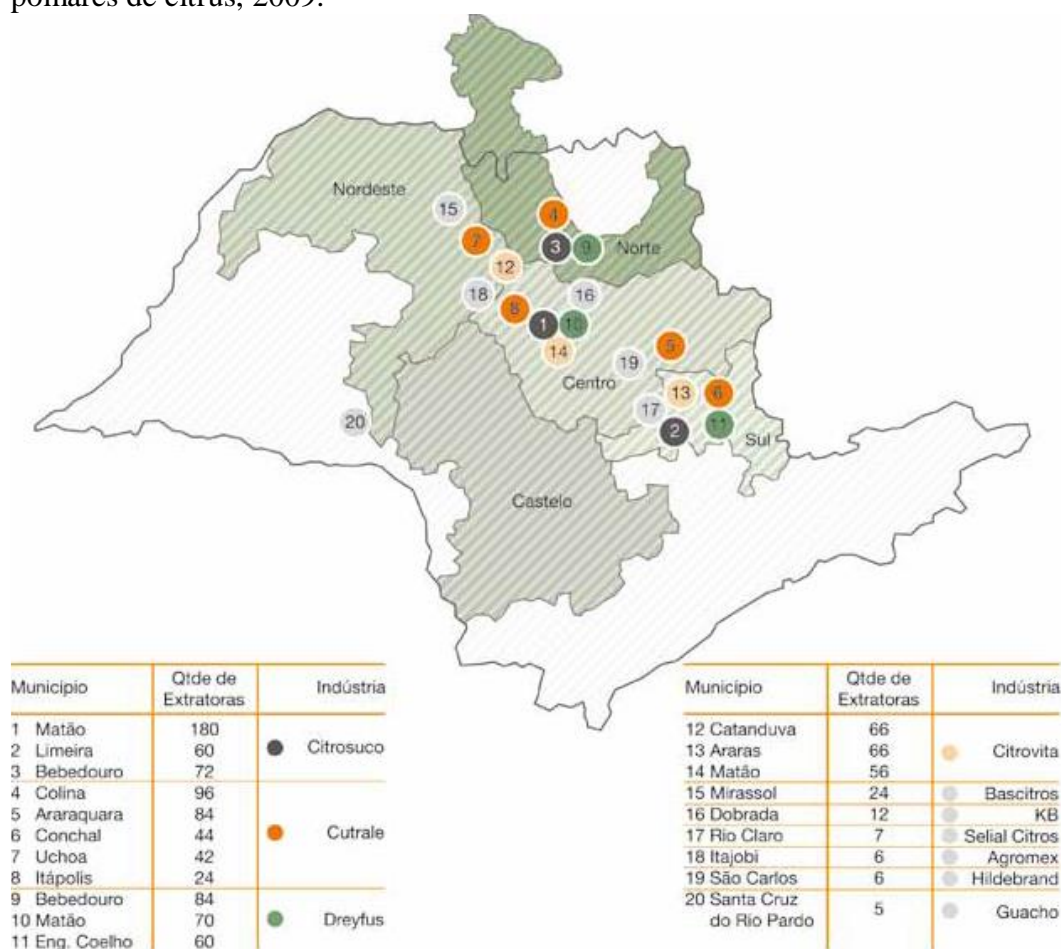 pomares de citrus, 2009.
Nordeste
15
4
7
3
9
Norte
12
18
16
8
1
10
14
5
19
Centro
13
6
17
20
2
11
Sul
Castelo
Município Qtde de Extratoras Indústria
1 Matão 180
2 Limeira 60 Citrosuco
3 Bebedouro 72
4 Colina 96
5 Araraquara 84
6 Conchal 44 Cutrale
7 Uchoa 42
8 Itápolis 24
9 Bebedouro 84
10 Matão 70 Dreyfus
11 Eng. Coelho 60
Município Qtde de Extratoras Indústria
12 Catanduva 66
13 Araras 66 Citrovita
14 Matão 56
15 Mirassol 24 Bascitros
16 Dobrada 12 KB
17 Rio Claro 7 Selial Citros
18 Itajobi 6 Agromex
19 São Carlos 6 Hildebrand
20 Santa Cruz
do Rio Pardo 5 Guacho